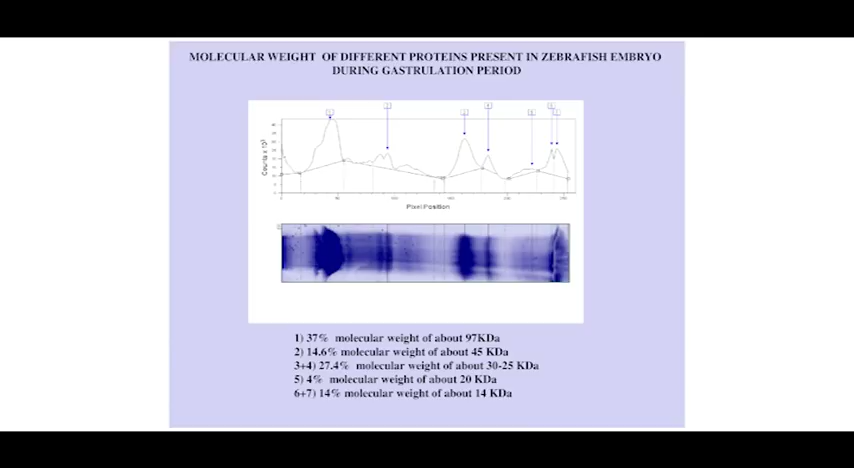 MOLECULAR WEIGHT OF DIFFERENT PROTEINS PRESENT IN ZEBRAFISH EMBRYO
DURING GASTRULATION PERIOD
Counts x 10³
Pixel Position
1) 37% molecular weight of about 97KDa
2) 14.6% molecular weight of about 45 KDa
3+4) 27.4% molecular weight of about 30-25 KDa
5) 4% molecular weight of about 20 KDa
6+7) 14% molecular weight of about 14 KDa